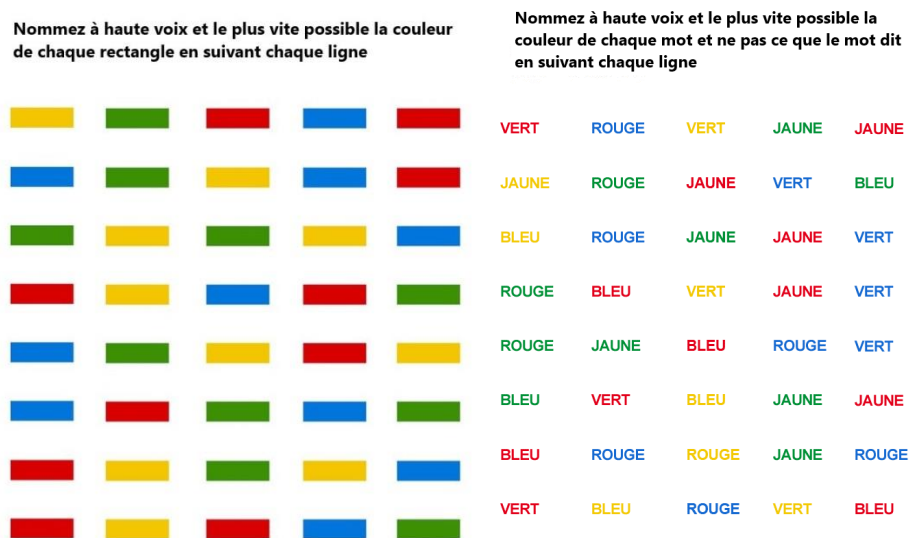 Nommez à haute voix et le plus vite possible la couleur
de chaque rectangle en suivant chaque ligne
Nommez à haute voix et le plus vite possible la
couleur de chaque mot et ne pas ce que le mot dit
en suivant chaque ligne
VERT ROUGE VERT JAUNE JAUNE
JAUNE ROUGE JAUNE VERT BLEU
BLEU ROUGE JAUNE JAUNE VERT
ROUGE BLEU VERT JAUNE VERT
ROUGE JAUNE BLEU ROUGE VERT
BLEU VERT BLEU JAUNE JAUNE
BLEU ROUGE ROUGE JAUNE ROUGE
VERT BLEU ROUGE VERT BLEU